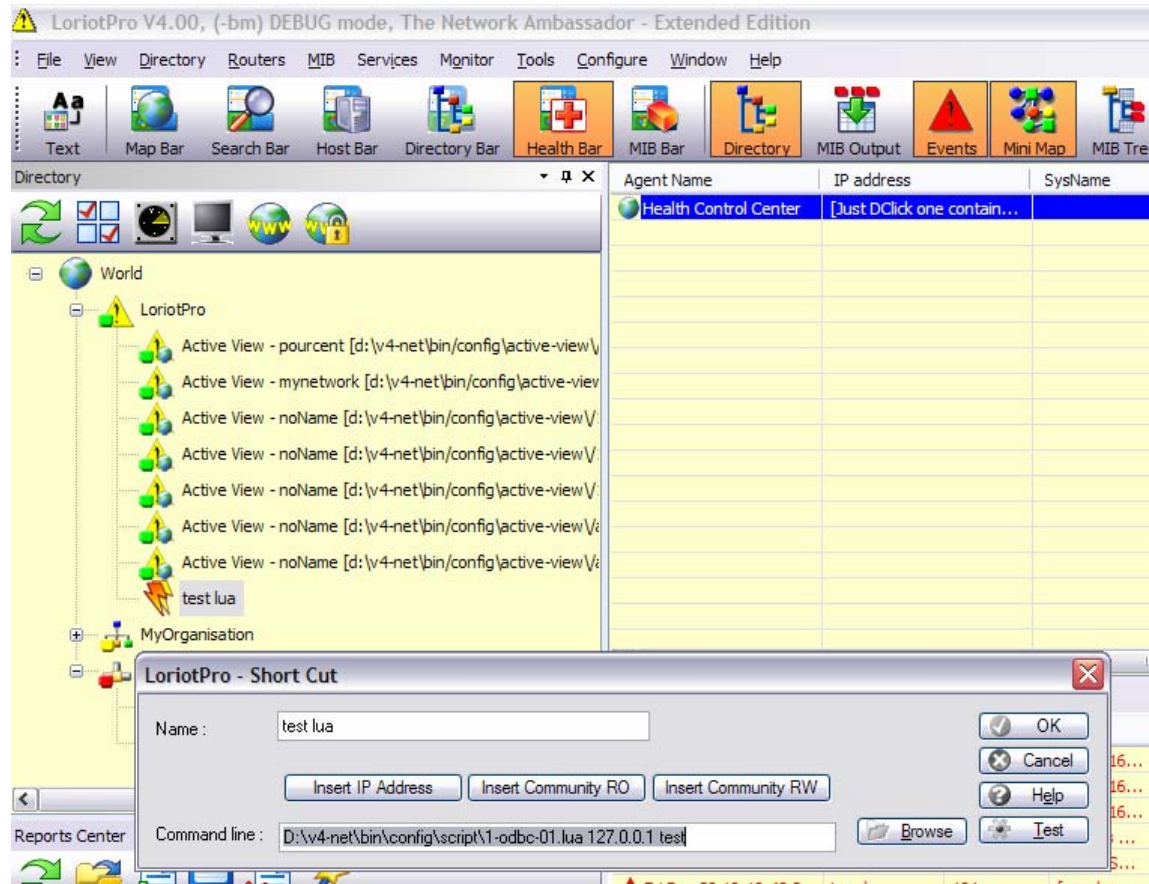 LoriotPro V4.00, (-bm) DEBUG mode, The Network Ambassador - Extended Edition
File View Directory Routers MIB Services Monitor Tools Configure Window Help
Text Map Bar Search Bar Host Bar Directory Bar Health Bar MIB Bar Directory MIB Output Events Mini Map MIB Tre
Directory
Agent Name IP address SysName
Health Control Center [Just DClick one contain...
World
LoriotPro
Active View - pourcent [d:\v4-net\bin/config\active-view\/
Active View - mynetwork [d:\v4-net\bin/config\active-view
Active View - noName [d:\v4-net\bin/config\active-view\/
Active View - noName [d:\v4-net\bin/config\active-view\/
Active View - noName [d:\v4-net\bin/config\active-view\/
Active View - noName [d:\v4-net\bin/config\active-view\/a
Active View - noName [d:\v4-net\bin/config\active-view\/a
test lua
MyOrganisation
LoriotPro - Short Cut
Name : test lua
OK
Cancel
Insert IP Address Insert Community RO Insert Community RW
Help
Command line : D:\v4-net\bin\config\script\1-odbc-01.lua 127.0.0.1 test
Browse Test
16...
16...
16...
Reports Center